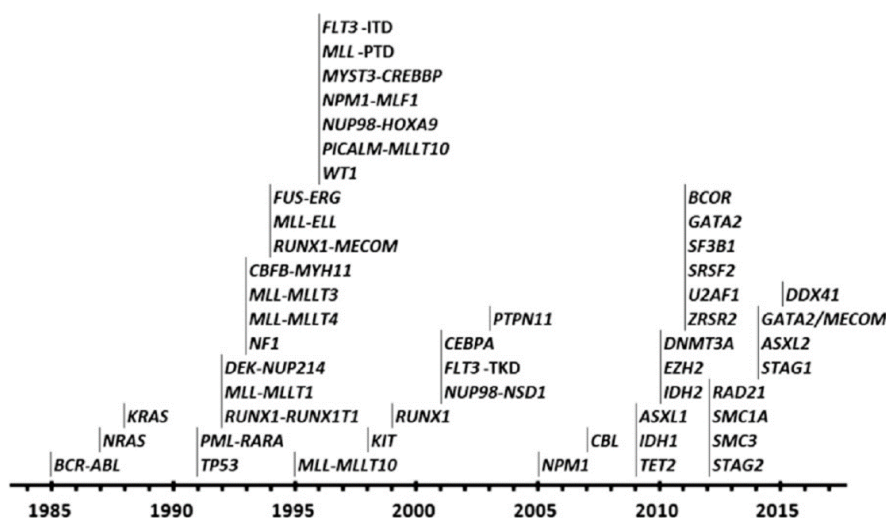 FLT3-ITD
MLL-PTD
MYST3-CREBBP
NPM1-MLF1
NUP98-HOXA9
PICALM-MLLT10
WT1
FUS-ERG
BCOR
MLL-ELL
GATA2
RUNX1-MECOM
SF3B1
CBFB-MYH11
SRSF2
MLL-MLLT3
U2AF1
DDX41
MLL-MLLT4
PTPN11
ZRSR2
GATA2/MECOM
NF1
CEBPA
DNMT3A
ASXL2
DEK-NUP214
FLT3-TKD
EZH2
STAG1
MLL-MLLT1
NUP98-NSD1
IDH2
RAD21
KRAS
RUNX1-RUNX1T1
RUNX1
ASXL1
SMC1A
NRAS
PML-RARA
KIT
CBL
IDH1
SMC3
BCR-ABL
TP53
MLL-MLLT10
NPM1
TET2
STAG2
1985 1990 1995 2000 2005 2010 2015